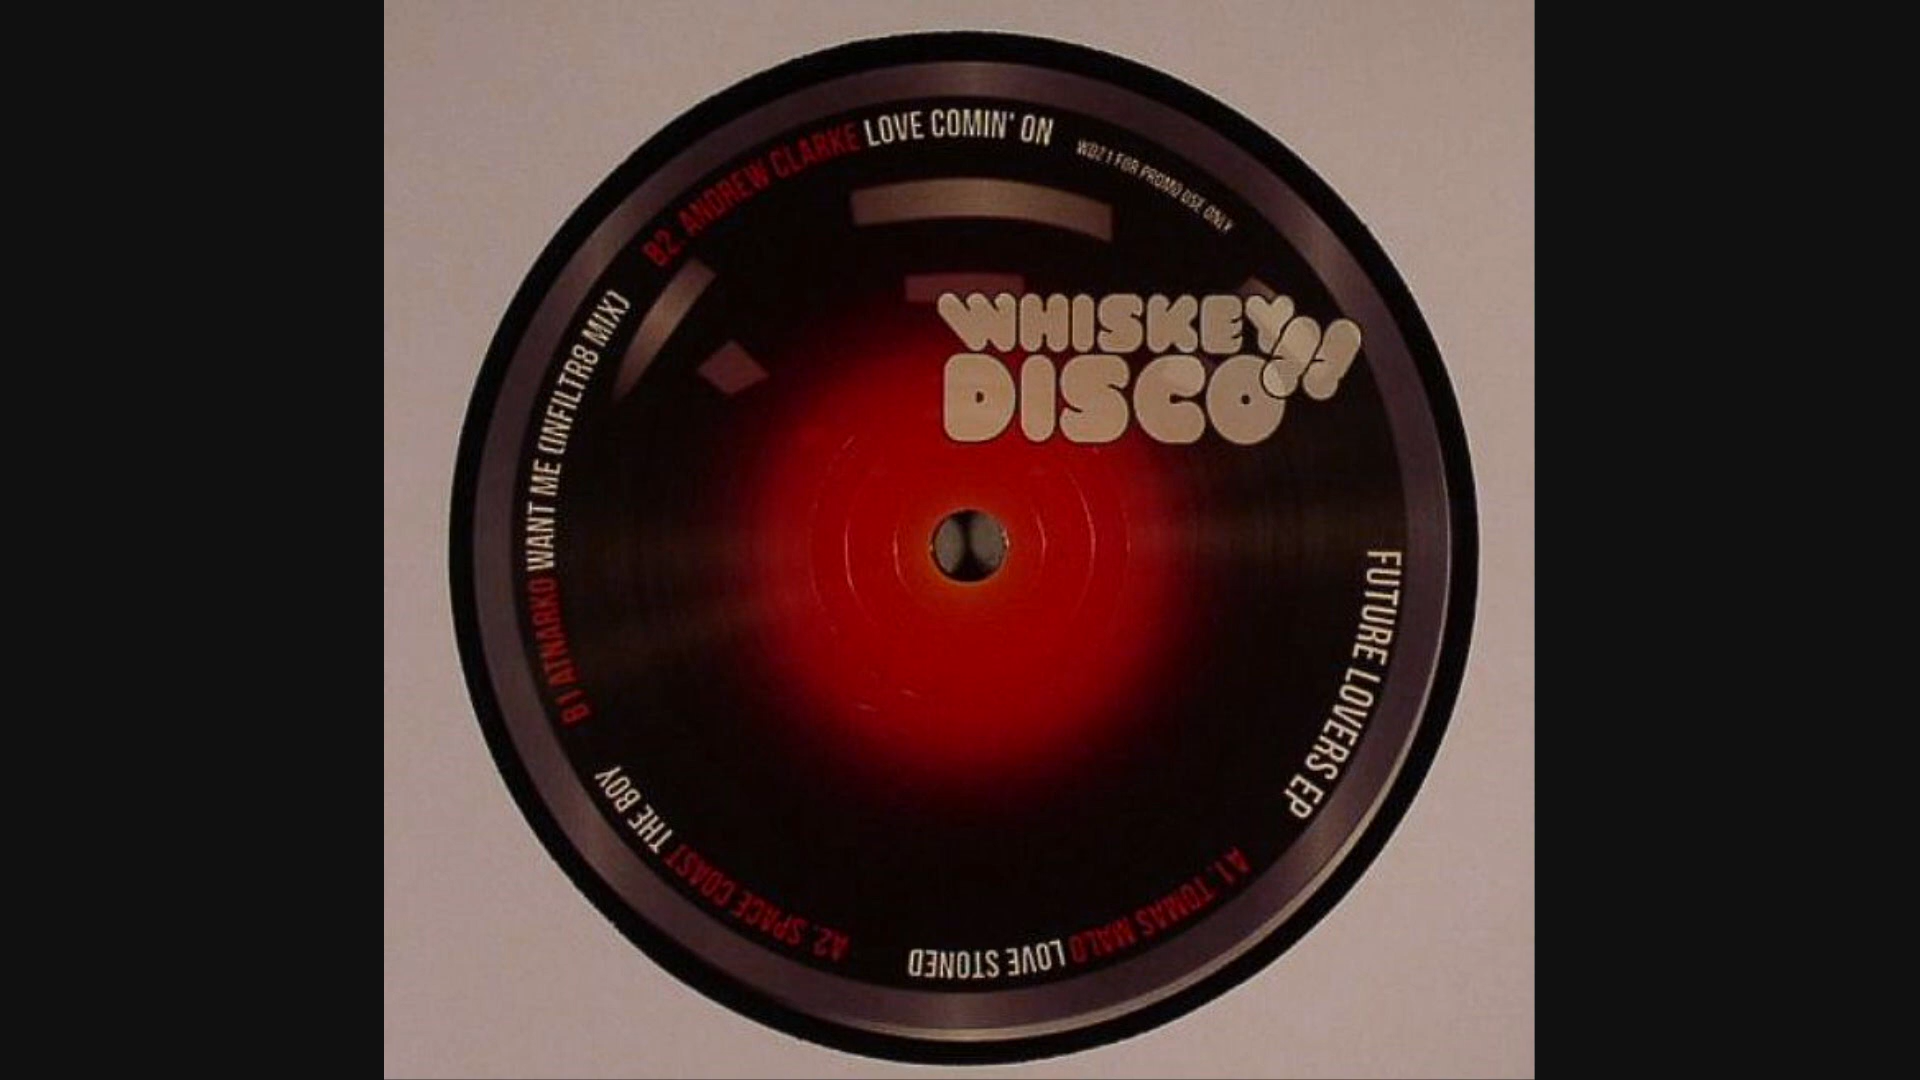 WHISKEY
DISCO
FUTURE LOVERS EP
A1. TOMAS MALO LOVE STONED
A2. SPACE COAST THE BOY
B1 ATNARKO WANT ME (INFILTR8 MIX)
B2. ANDREW CLARKE LOVE COMIN' ON
WD21 FOR PROMO USE ONLY